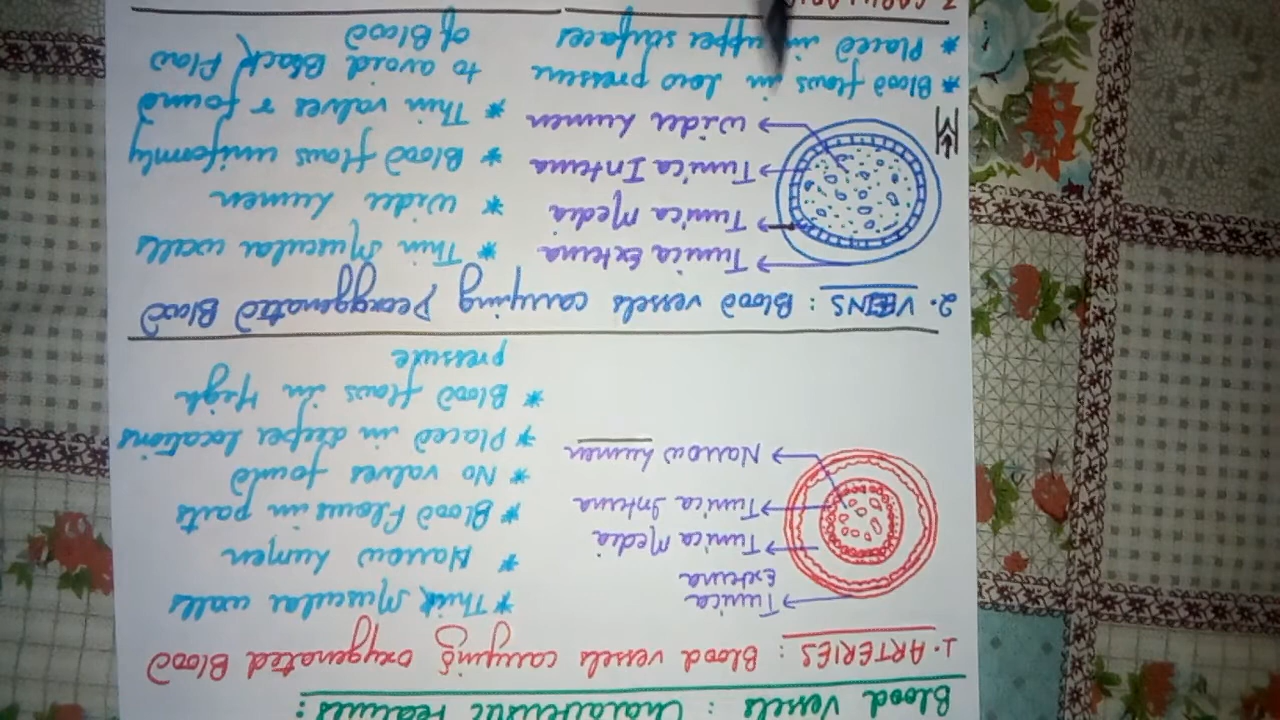 Blood Vessels : Characteristic Features :
1. ARTERIES : Blood vessels carrying oxygenated Blood
Tunica
Externa
Tunica Media
Tunica Interna
Narrow lumen
* Thick Muscular walls
* Narrow lumen
* Blood Flows in parts
* No valves found
* Placed in deeper locations
* Blood flows in High
pressure
2. VEINS : Blood vessels carrying Deoxygenated Blood
Tunica Externa
Tunica Media
Tunica Interna
Wider lumen
* Blood flows in low pressure
* Placed in upper surfaces
* Thin Muscular walls
* Wider lumen
* Blood flows uniformly
* Thin valves r found
to avoid Black Flow
of Blood